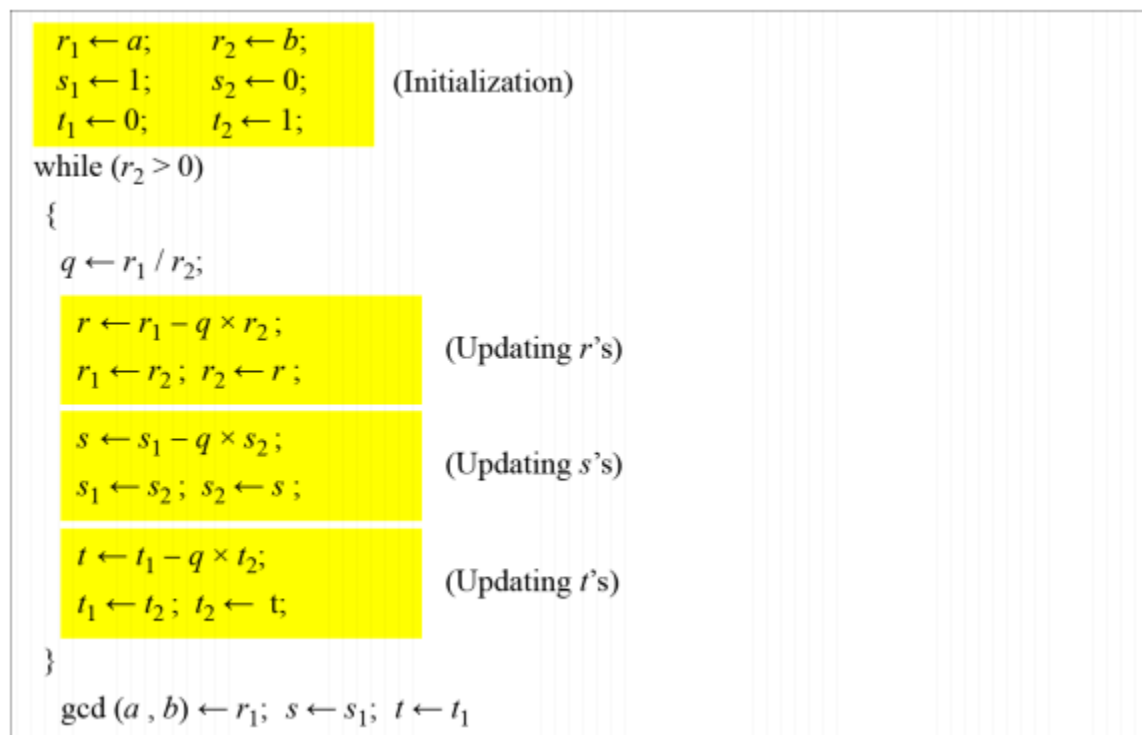 r₁ ← a; r₂ ← b;
s₁ ← 1; s₂ ← 0; (Initialization)
t₁ ← 0; t₂ ← 1;
while (r₂ > 0)
{
q ← r₁ / r₂;
r ← r₁ – q × r₂ ;
(Updating r’s)
r₁ ← r₂ ; r₂ ← r ;
s ← s₁ – q × s₂ ;
(Updating s’s)
s₁ ← s₂ ; s₂ ← s ;
t ← t₁ – q × t₂;
(Updating t’s)
t₁ ← t₂ ; t₂ ← t;
}
gcd (a , b) ← r₁; s ← s₁; t ← t₁